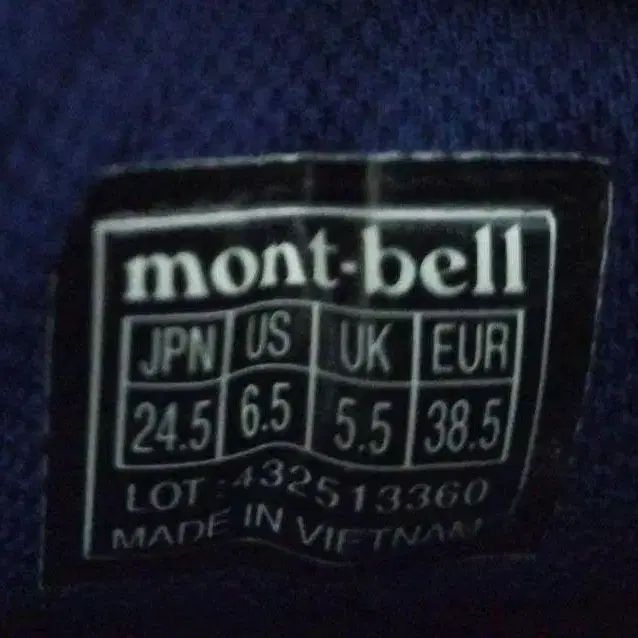 mont-bell
JPN US UK EUR
24.5 6.5 5.5 38.5
LOT:432513360
MADE IN VIETNAM